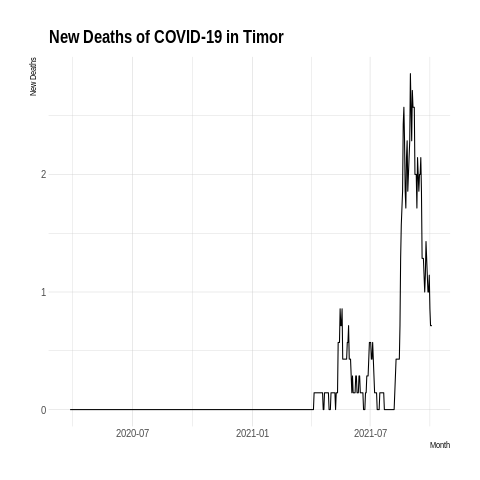 New Deaths of COVID-19 in Timor
New Deaths
2
1
0
2020-07 2021-01 2021-07
Month